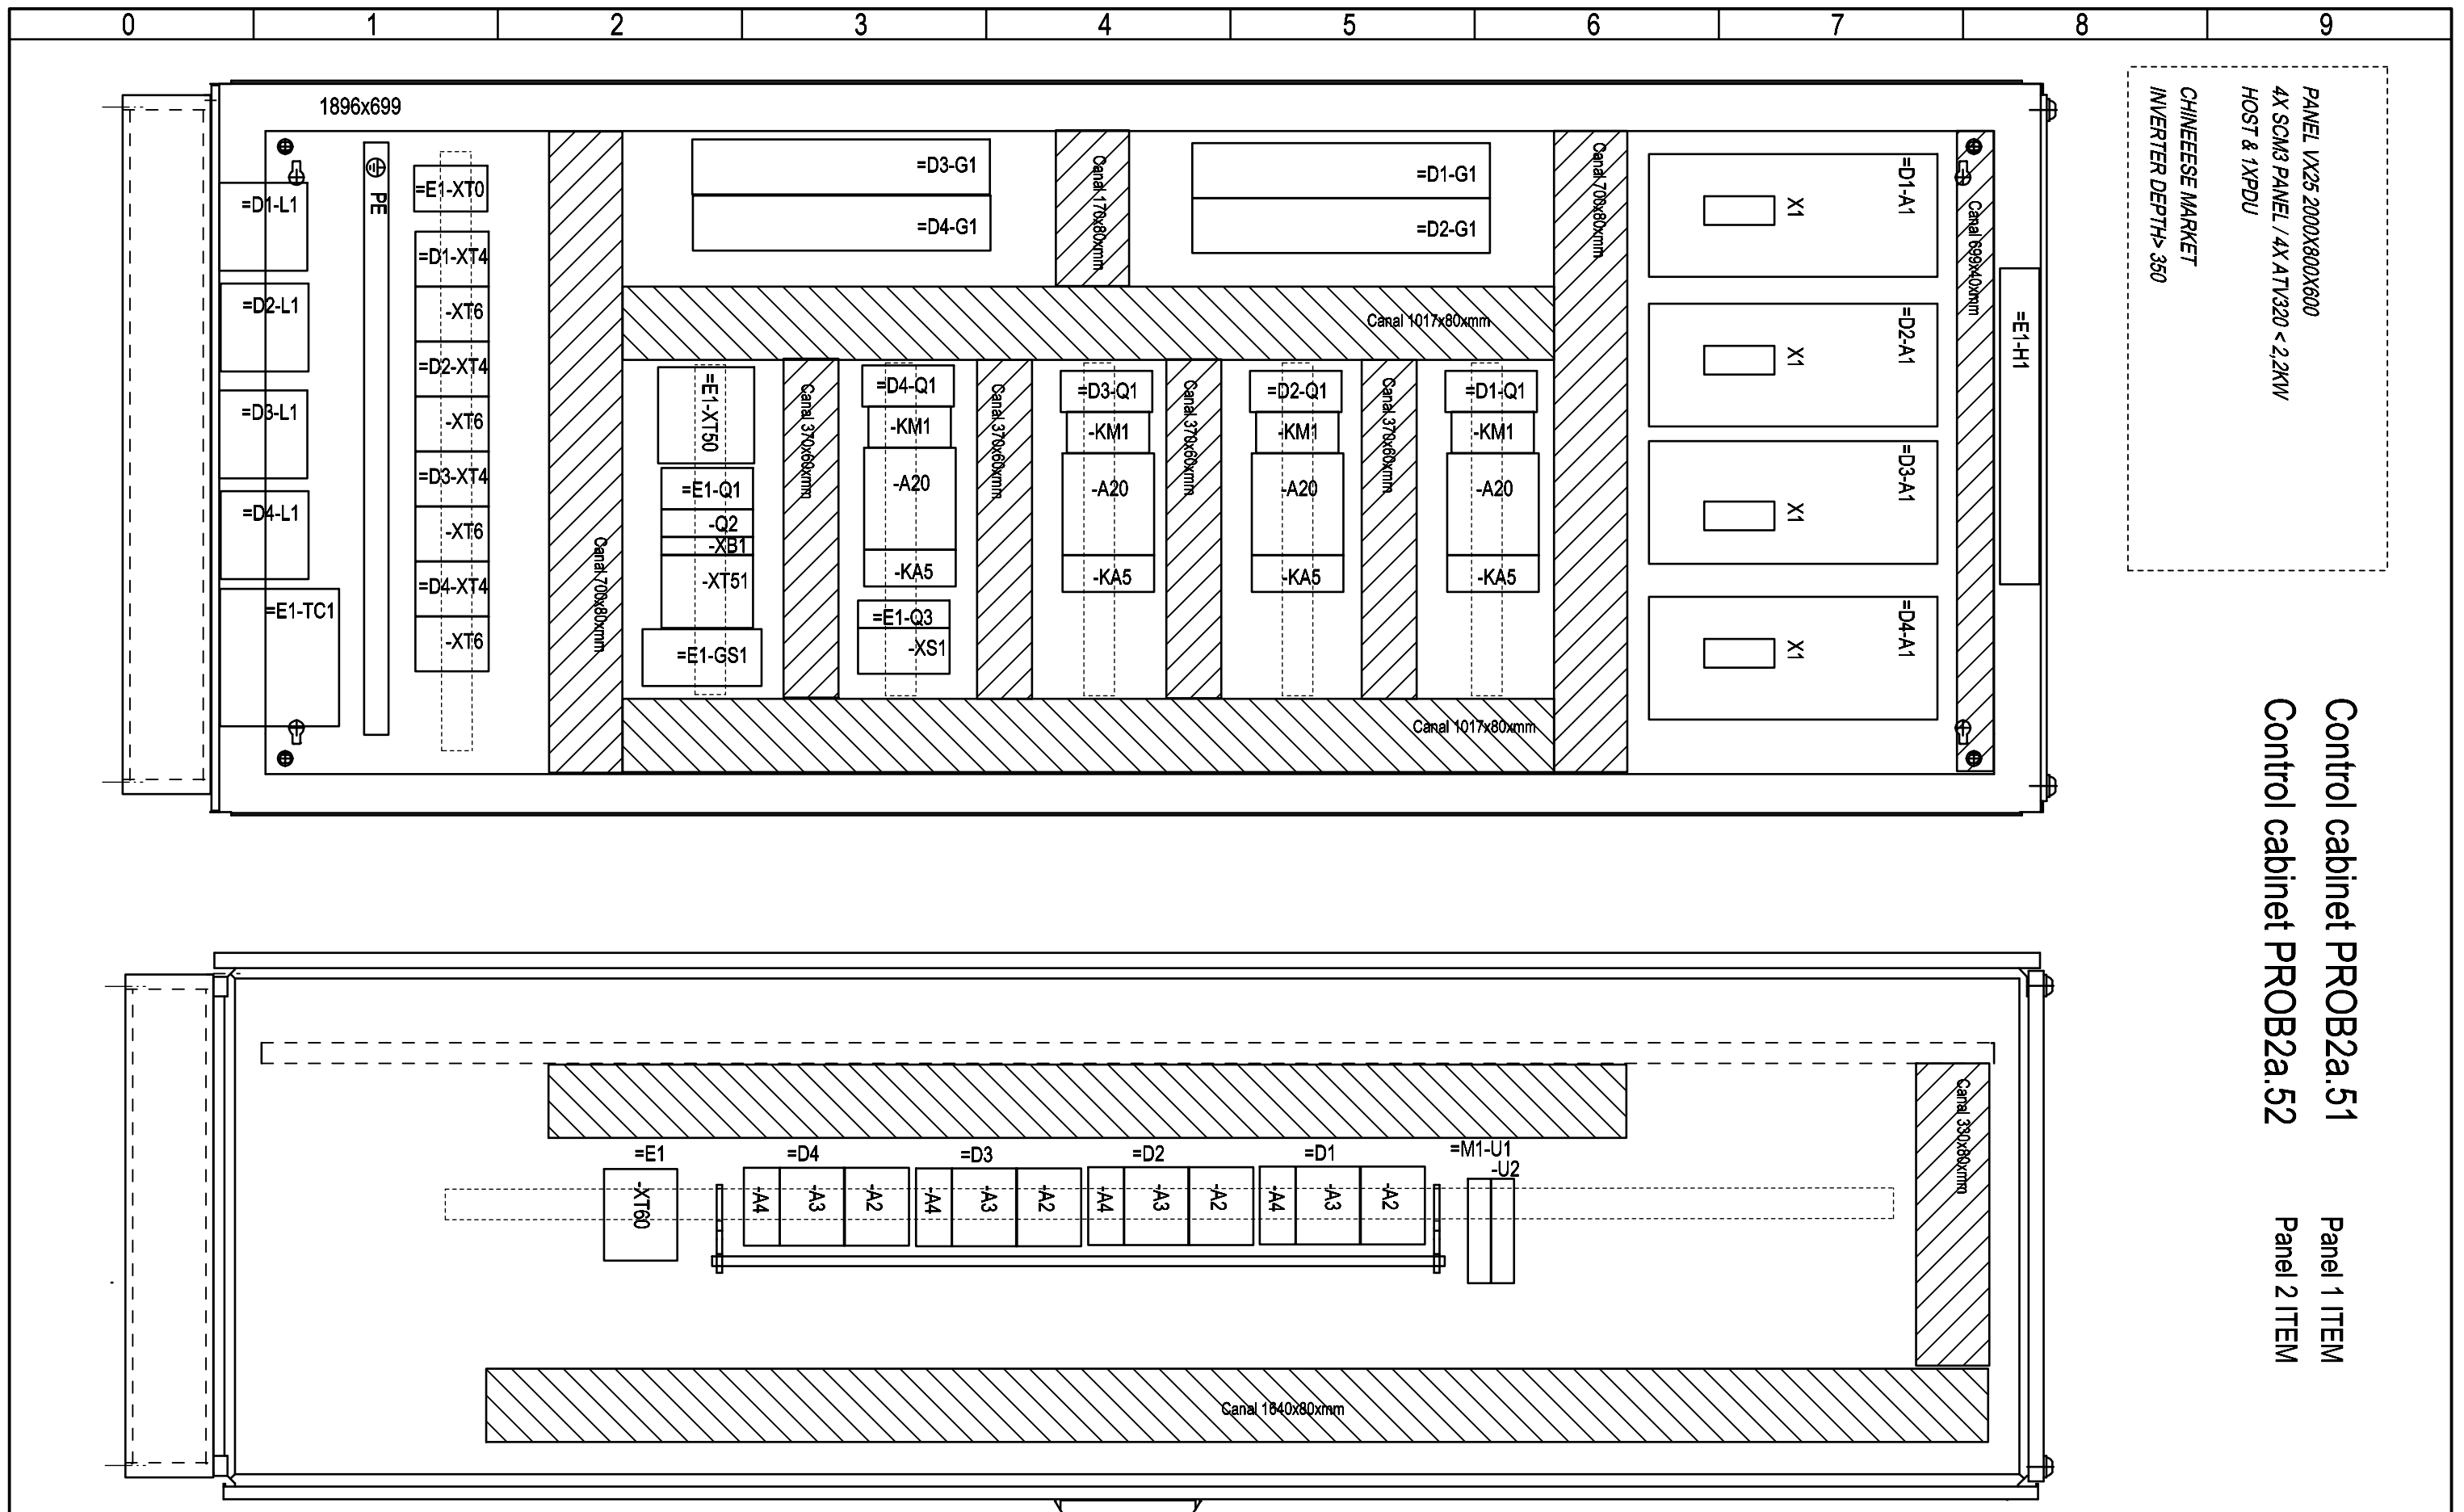 0 1 2 3 4 5 6 7 8 9
1896x699
PANEL VX25 2000X800X600
4X SCM3 PANEL / 4X ATV320 < 2,2KW
HOST & 1XPDU
CHINEEESE MARKET
INVERTER DEPTH> 350
Control cabinet PROB2a.51 Panel 1 ITEM
Control cabinet PROB2a.52 Panel 2 ITEM
=D1-L1
=D2-L1
=D3-L1
=D4-L1
=E1-TC1
PE
=E1-XT0
=D1-XT4
-XT6
=D2-XT4
-XT6
=D3-XT4
-XT6
=D4-XT4
-XT6
Canal 700x80xmm
=D3-G1
=D4-G1
Canal 170x80xmm
=D1-G1
=D2-G1
Canal 1017x80xmm
=E1-XT50
=E1-Q1
-Q2
-XB1
-XT51
=E1-GS1
Canal 370x60xmm
=D4-Q1
-KM1
-A20
-KA5
=E1-Q3
-XS1
Canal 370x60xmm
=D3-Q1
-KM1
-A20
-KA5
Canal 370x60xmm
=D2-Q1
-KM1
-A20
-KA5
Canal 370x60xmm
=D1-Q1
-KM1
-A20
-KA5
Canal 1017x80xmm
Canal 700x80xmm
=D1-A1
X1
=D2-A1
X1
=D3-A1
X1
=D4-A1
X1
Canal 699x40xmm
=E1-H1
Canal 330x80xmm
=E1 =D4 =D3 =D2 =D1 =M1-U1
-U2
-XT60 -A4 -A3 -A2 -A4 -A3 -A2 -A4 -A3 -A2 -A4 -A3 -A2
Canal 1640x80xmm